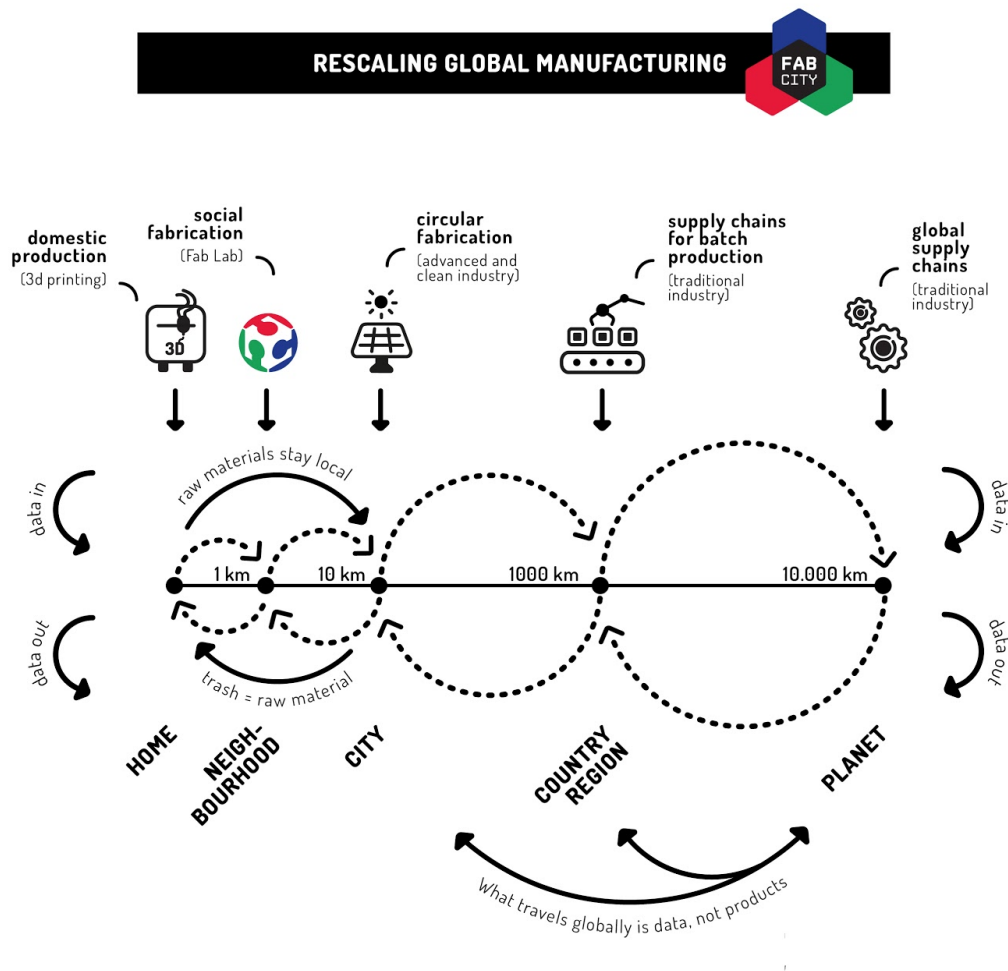 RESCALING GLOBAL MANUFACTURING
FAB
CITY
domestic
production
(3d printing)
social
fabrication
(Fab Lab)
circular
fabrication
(advanced and
clean industry)
supply chains
for batch
production
(traditional
industry)
global
supply
chains
(traditional
industry)
3D
raw materials stay local
data in
data in
1 km
10 km
1000 km
10.000 km
data out
data out
trash = raw material
HOME
NEIGH-
BOURHOOD
CITY
COUNTRY
REGION
PLANET
What travels globally is data, not products